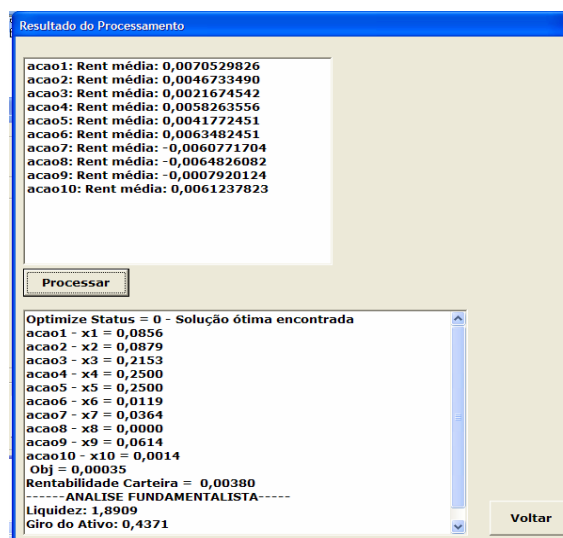 Resultado do Processamento
acao1: Rent média: 0,0070529826
acao2: Rent média: 0,0046733490
acao3: Rent média: 0,0021674542
acao4: Rent média: 0,0058263556
acao5: Rent média: 0,0041772451
acao6: Rent média: 0,0063482451
acao7: Rent média: -0,0060771704
acao8: Rent média: -0,0064826082
acao9: Rent média: -0,0007920124
acao10: Rent média: 0,0061237823
Processar
Optimize Status = 0 - Solução ótima encontrada
acao1 - x1 = 0,0856
acao2 - x2 = 0,0879
acao3 - x3 = 0,2153
acao4 - x4 = 0,2500
acao5 - x5 = 0,2500
acao6 - x6 = 0,0119
acao7 - x7 = 0,0364
acao8 - x8 = 0,0000
acao9 - x9 = 0,0614
acao10 - x10 = 0,0014
Obj = 0,00035
Rentabilidade Carteira = 0,00380
------ANALISE FUNDAMENTALISTA-----
Liquidez: 1,8909
Giro do Ativo: 0,4371
Voltar